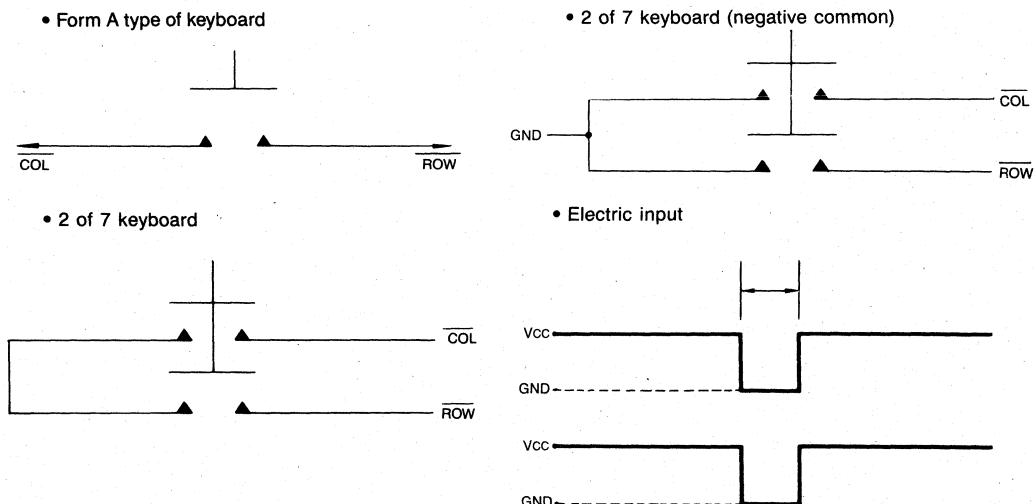 • Form A type of keyboard
COL
ROW
• 2 of 7 keyboard (negative common)
COL
GND
ROW
• 2 of 7 keyboard
COL
ROW
• Electric input
VCC
GND
VCC
GND